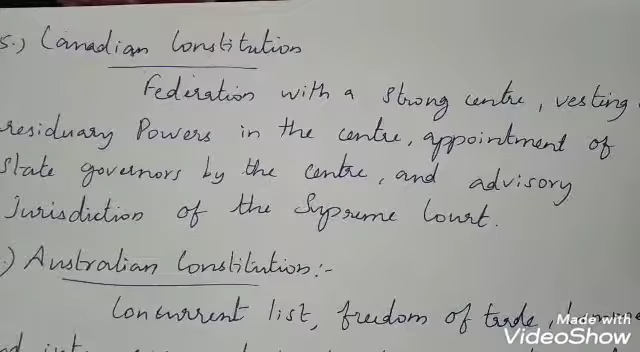 5.) Canadian Constitution
Federation with a strong centre, vesting
residuary Powers in the centre, appointment of
State governors by the centre, and advisory
Jurisdiction of the Supreme Court.
.) Australian Constitution:-
Concurrent list, freedom of trade,
Made with
VideoShow